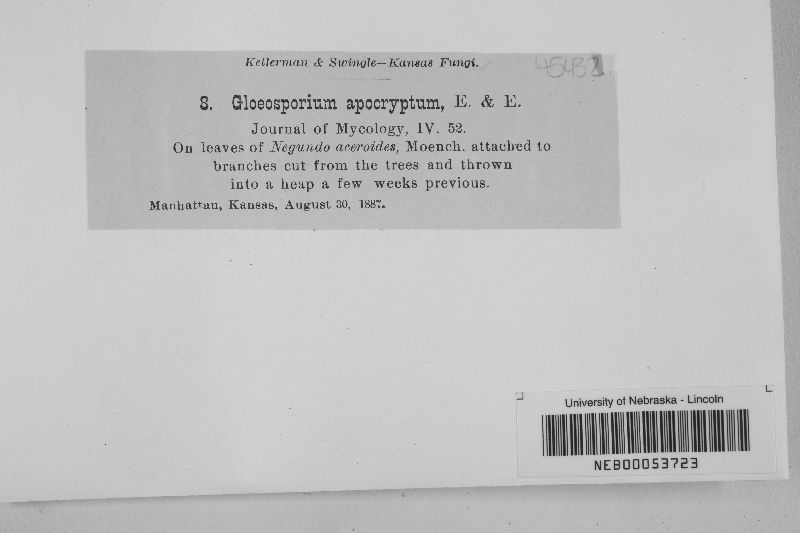 Kellerman & Swingle—Kansas Fungi.
8. Gloeosporium apocryptum, E. & E.
Journal of Mycology, IV. 52.
On leaves of Negundo aceroides, Moench. attached to
branches cut from the trees and thrown
into a heap a few weeks previous.
Manhattan, Kansas, August 30, 1887.
University of Nebraska - Lincoln
NEB00053723